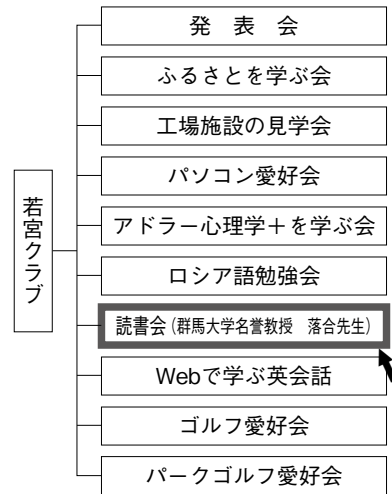 若宮クラブ
発表会
ふるさとを学ぶ会
工場施設の見学会
パソコン愛好会
アドラー心理学＋を学ぶ会
ロシア語勉強会
読書会（群馬大学名誉教授　落合先生）
Webで学ぶ英会話
ゴルフ愛好会
パークゴルフ愛好会